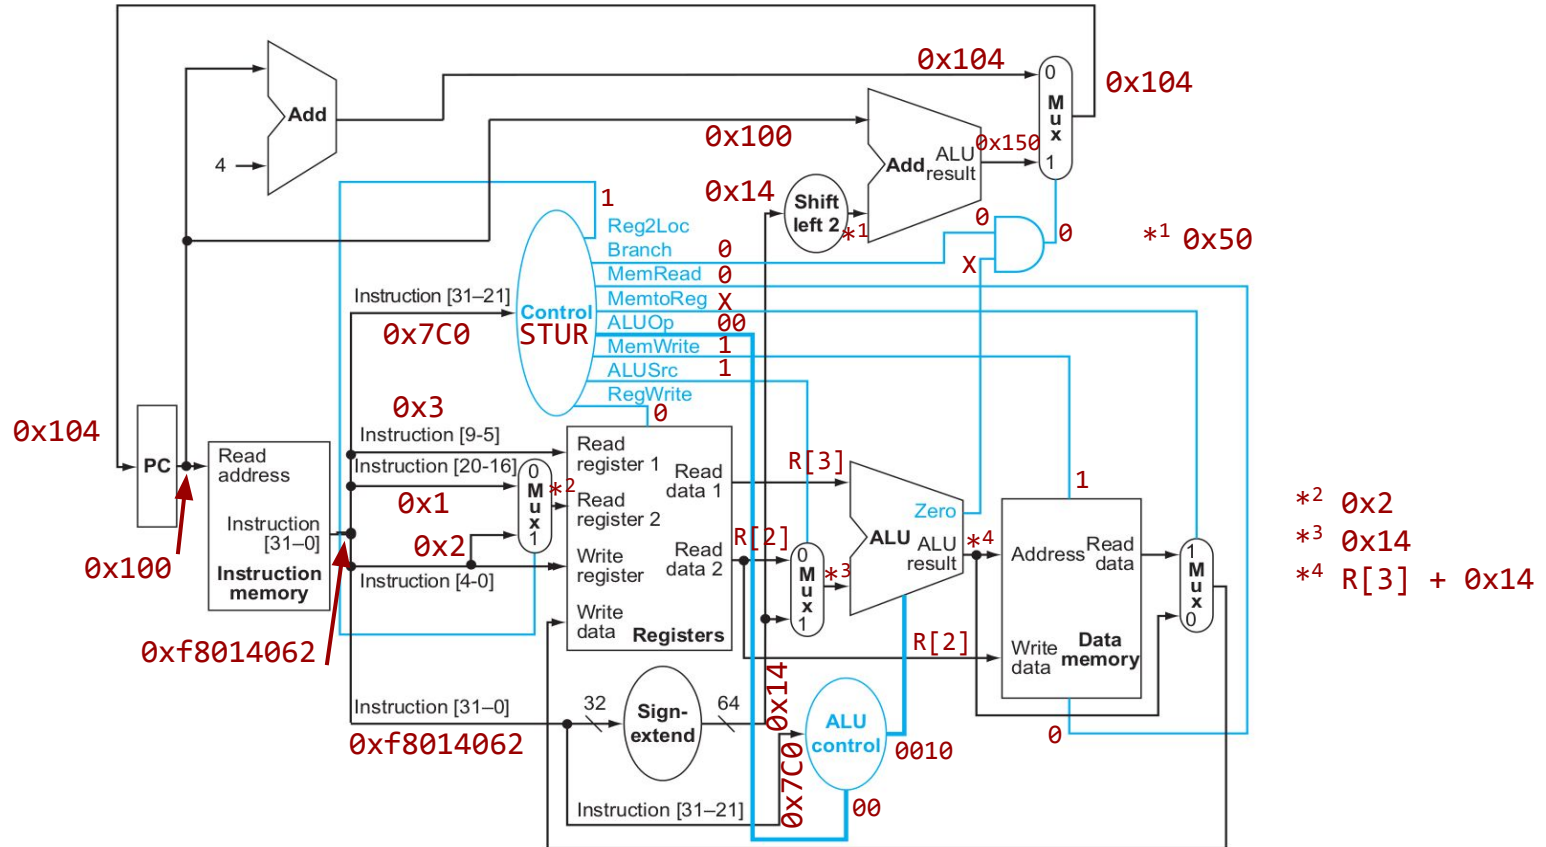 0x104
0
Mux
1
0x104
Add
4
0x100
Add
ALU
result
0x150
0x14
Shift
left 2
*1
*1 0x50
1
Reg2Loc
Branch 0
MemRead 0
MemtoReg X
ALUOp 00
MemWrite 1
ALUSrc 1
RegWrite
0
0
X
0
Instruction [31–21]
0x7C0
Control
STUR
0x104
PC
0x100
Read
address
Instruction
[31–0]
Instruction
memory
0xf8014062
0x3
Instruction [9-5]
Instruction [20-16]
0x1
0x2
Instruction [4-0]
0
Mux
1
*2
Read
register 1
Read
register 2
Write
register
Write
data
Read
data 1
Read
data 2
Registers
R[3]
R[2]
0
Mux
1
*3
Zero
ALU
ALU
result
*4
1
Address
Read
data
Write
data
Data
memory
R[2]
0
1
Mux
0
*2 0x2
*3 0x14
*4 R[3] + 0x14
Instruction [31–0]
0xf8014062
32
Sign-
extend
64
0x14
0x7C0
ALU
control
0010
00
Instruction [31–21]